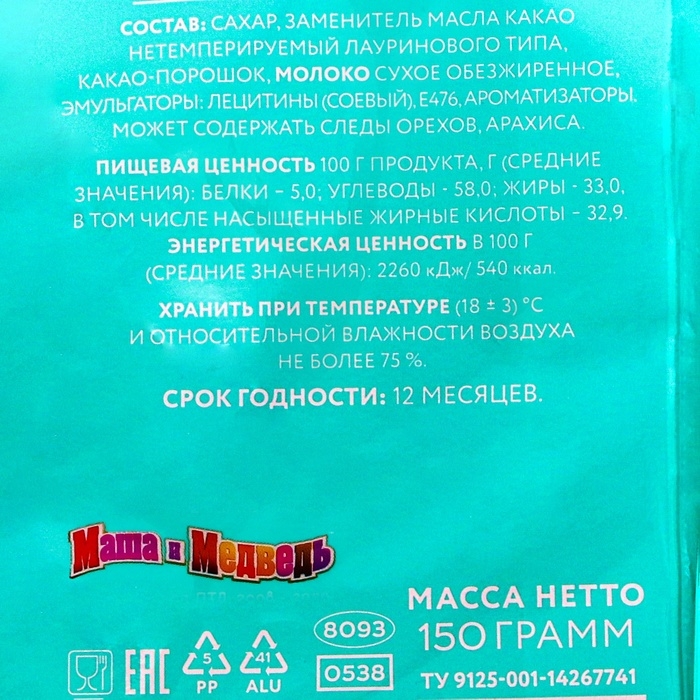 СОСТАВ: САХАР, ЗАМЕНИТЕЛЬ МАСЛА КАКАО
НЕТЕМПЕРИРУЕМЫЙ ЛАУРИНОВОГО ТИПА,
КАКАО-ПОРОШОК, МОЛОКО СУХОЕ ОБЕЗЖИРЕННОЕ,
ЭМУЛЬГАТОРЫ: ЛЕЦИТИНЫ (СОЕВЫЙ), Е476, АРОМАТИЗАТОРЫ.
МОЖЕТ СОДЕРЖАТЬ СЛЕДЫ ОРЕХОВ, АРАХИСА.
ПИЩЕВАЯ ЦЕННОСТЬ 100 Г ПРОДУКТА, Г (СРЕДНИЕ
ЗНАЧЕНИЯ): БЕЛКИ – 5,0; УГЛЕВОДЫ - 58,0; ЖИРЫ - 33,0,
В ТОМ ЧИСЛЕ НАСЫЩЕННЫЕ ЖИРНЫЕ КИСЛОТЫ – 32,9.
ЭНЕРГЕТИЧЕСКАЯ ЦЕННОСТЬ В 100 Г
(СРЕДНИЕ ЗНАЧЕНИЯ): 2260 кДж/ 540 ккал.
ХРАНИТЬ ПРИ ТЕМПЕРАТУРЕ (18 ± 3) °С
И ОТНОСИТЕЛЬНОЙ ВЛАЖНОСТИ ВОЗДУХА
НЕ БОЛЕЕ 75 %.
СРОК ГОДНОСТИ: 12 МЕСЯЦЕВ.
Маша и Медведь
МАССА НЕТТО
150 ГРАММ
ТУ 9125-001-14267741
8093
0538
EAC
5
PP
41
ALU